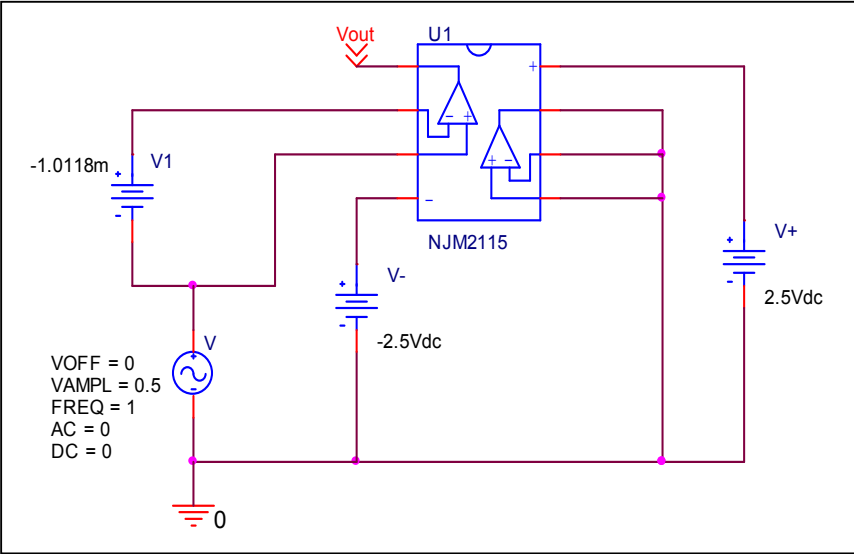 Vout
U1
-1.0118m
V1
NJM2115
V+
2.5Vdc
V-
-2.5Vdc
V
VOFF = 0
VAMPL = 0.5
FREQ = 1
AC = 0
DC = 0
0